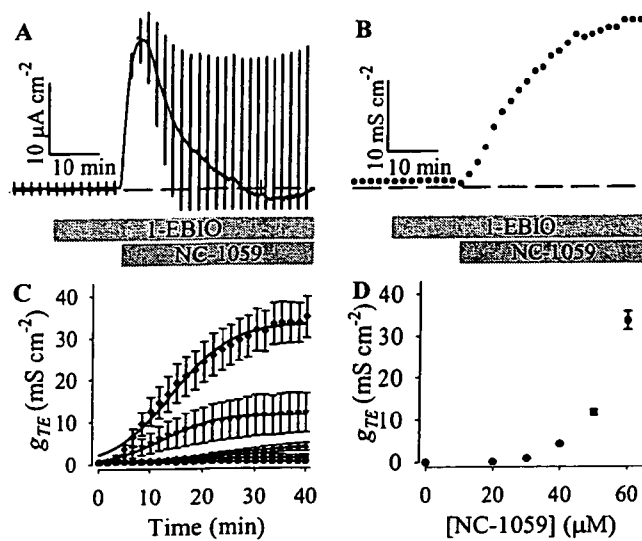 A
10 µA cm-2
10 min
1-EBIO
NC-1059
B
10 mS cm-2
10 min
1-EBIO
NC-1059
C
gTE (mS cm-2)
40
30
20
10
0
0 10 20 30 40
Time (min)
D
gTE (mS cm-2)
40
30
20
10
0
0 20 40 60
[NC-1059] (µM)